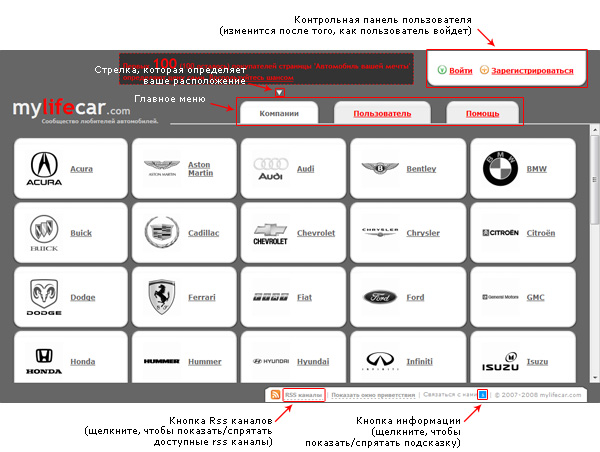 Контрольная панель пользователя
(изменится после того, как пользователь войдет)
100
страницы "Автомобиль вашей мечты"
Войти
Зарегистрироваться
Стрелка, которая определяет
ваше расположение
Главное меню
mylifecar.com
Сообщество любителей автомобилей.
Компании
Пользователь
Помощь
ACURA
Acura
ASTON MARTIN
Aston
Martin
Audi
Audi
Bentley
BMW
BMW
BUICK
Buick
Cadillac
CHEVROLET
Chevrolet
CHRYSLER
Chrysler
CITROËN
Citroën
DODGE
Dodge
Ferrari
FIAT
Fiat
Ford
Ford
General Motors
GMC
HONDA
Honda
HUMMER
Hummer
HYUNDAI
Hyundai
INFINITI
Infiniti
ISUZU
Isuzu
RSS каналы
Показать окно приветствия
Связаться с нами
© 2007-2008 mylifecar.com
Кнопка Rss каналов
(щелкните, чтобы показать/спрятать
доступные rss каналы)
Кнопка информации
(щелкните, чтобы
показать/спрятать подсказку)